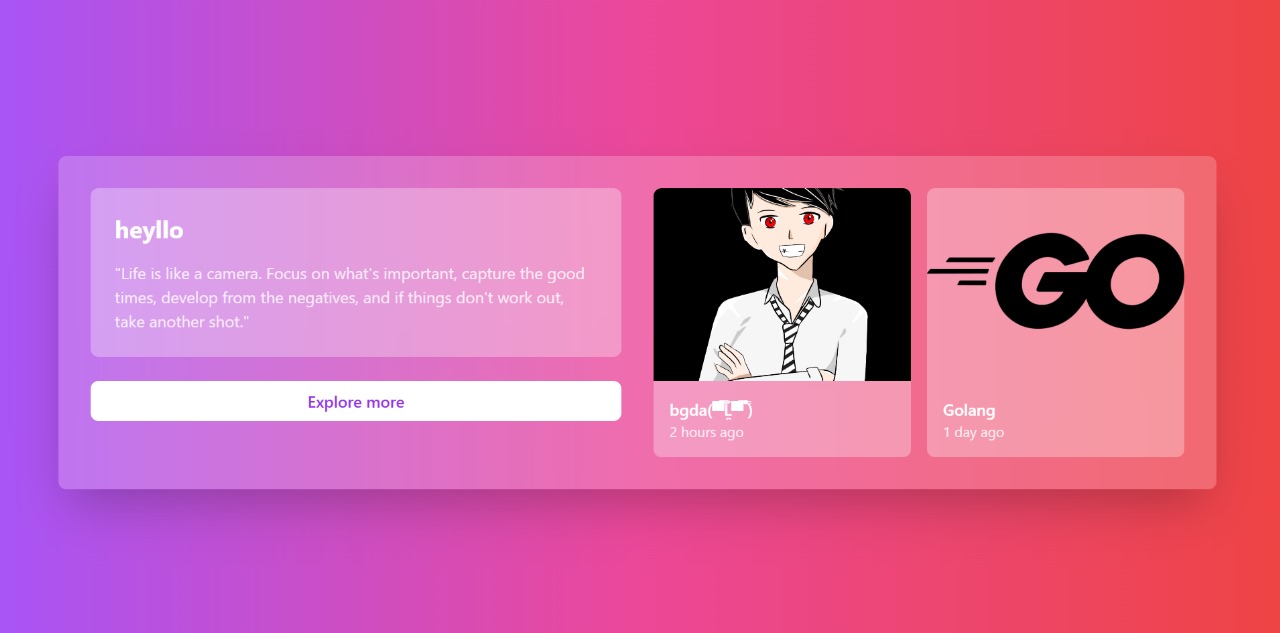 heyllo
"Life is like a camera. Focus on what's important, capture the good
times, develop from the negatives, and if things don't work out,
take another shot."
Explore more
GO
bgda(
2 hours ago
Golang
1 day ago